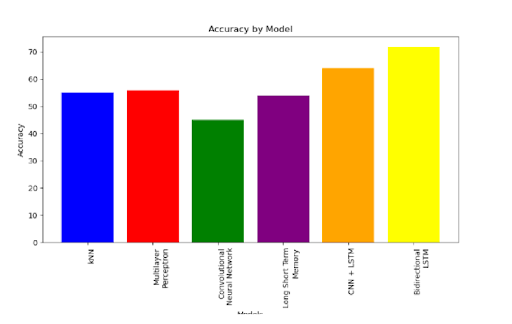 Accuracy by Model
Accuracy
70
60
50
40
30
20
10
0
kNN
Multilayer
Perceptron
Convolutional
Neural Network
Long Short Term
Memory
CNN + LSTM
Bidirectional
LSTM
Models